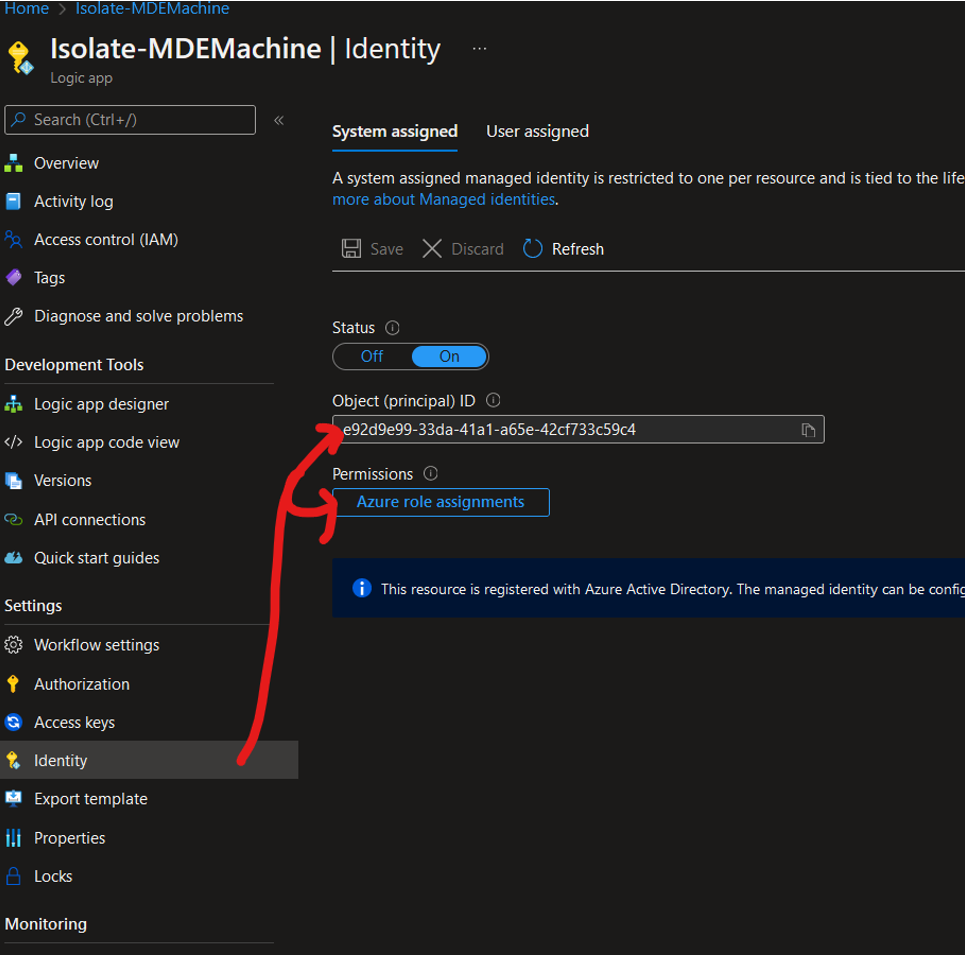 Home > Isolate-MDEMachine
Isolate-MDEMachine | Identity ...
Logic app
Search (Ctrl+/)
«
Overview
Activity log
Access control (IAM)
Tags
Diagnose and solve problems
Development Tools
Logic app designer
Logic app code view
Versions
API connections
Quick start guides
Settings
Workflow settings
Authorization
Access keys
Identity
Export template
Properties
Locks
Monitoring
System assigned User assigned
A system assigned managed identity is restricted to one per resource and is tied to the life
more about Managed identities.
Save Discard Refresh
Status
Off On
Object (principal) ID
e92d9e99-33da-41a1-a65e-42cf733c59c4
Permissions
Azure role assignments
This resource is registered with Azure Active Directory. The managed identity can be config